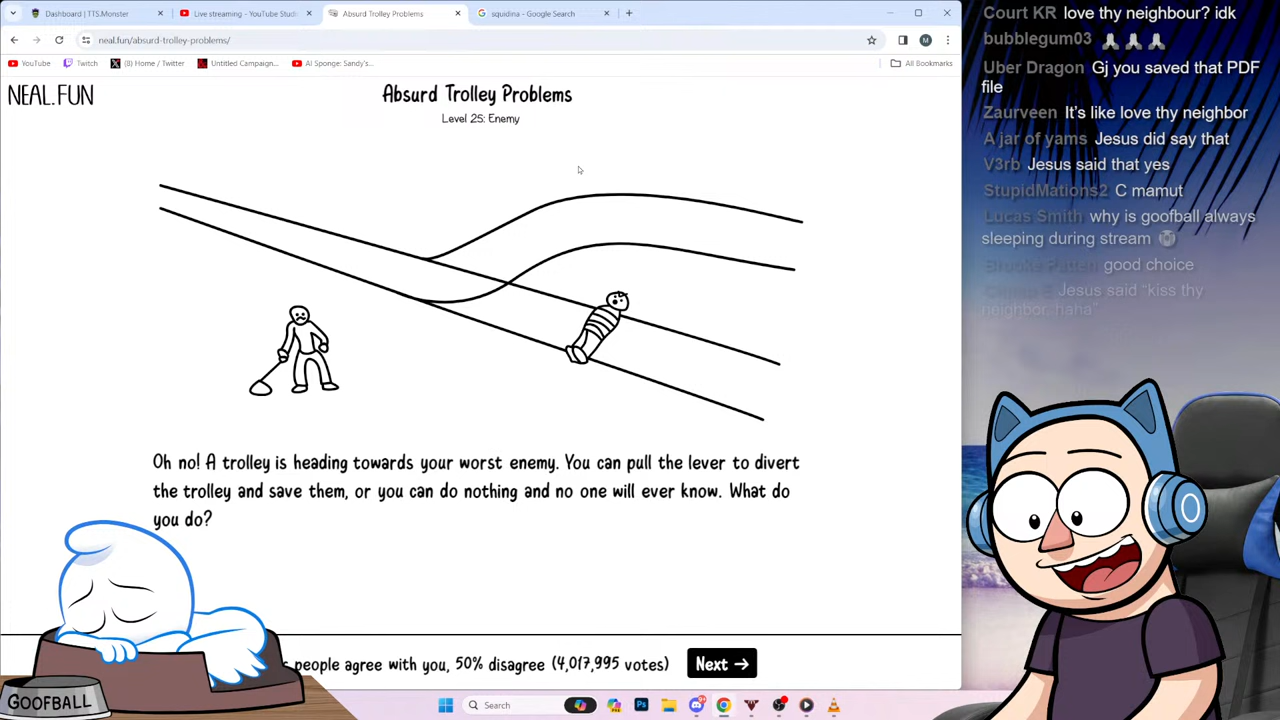 Dashboard | TTS.Monster
Live streaming - YouTube Studi
Absurd Trolley Problems
squidina - Google Search
neal.fun/absurd-trolley-problems/
M
YouTube
Twitch
(8) Home / Twitter
Untitled Campaign...
AI Sponge: Sandy's...
All Bookmarks
NEAL.FUN
Absurd Trolley Problems
Level 25: Enemy
Oh no! A trolley is heading towards your worst enemy. You can pull the lever to divert
the trolley and save them, or you can do nothing and no one will ever know. What do
you do?
people agree with you, 50% disagree (4,017,995 votes)
Next →
GOOFBALL
Search
Court KR love thy neighbour? idk
bubblegum03
Uber Dragon Gj you saved that PDF
file
Zaurveen It's like love thy neighbor
A jar of yams Jesus did say that
V3rb Jesus said that yes
StupidMations2 C mamut
Lucas Smith why is goofball always
sleeping during stream
Brooke Patten good choice
Jesus said "kiss thy
neighbor, haha"